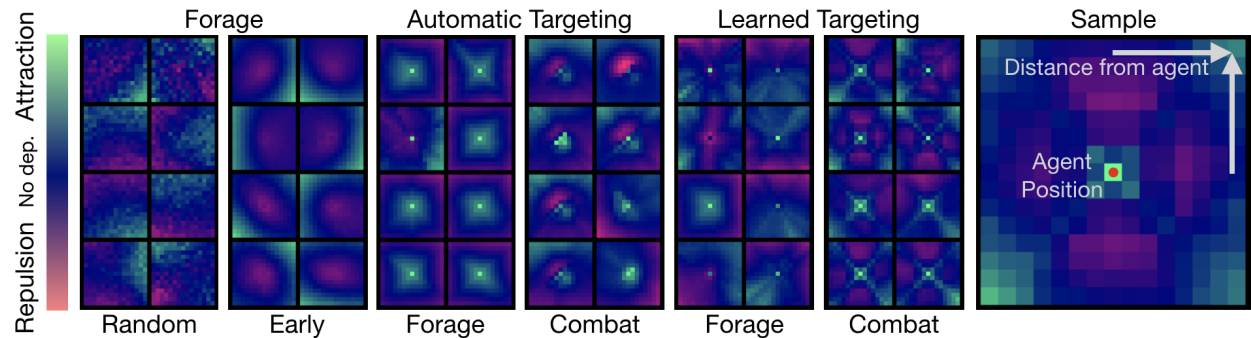 Forage
Automatic Targeting
Learned Targeting
Sample
Attraction
No dep.
Repulsion
Distance from agent
Agent
Position
Random
Early
Forage
Combat
Forage
Combat